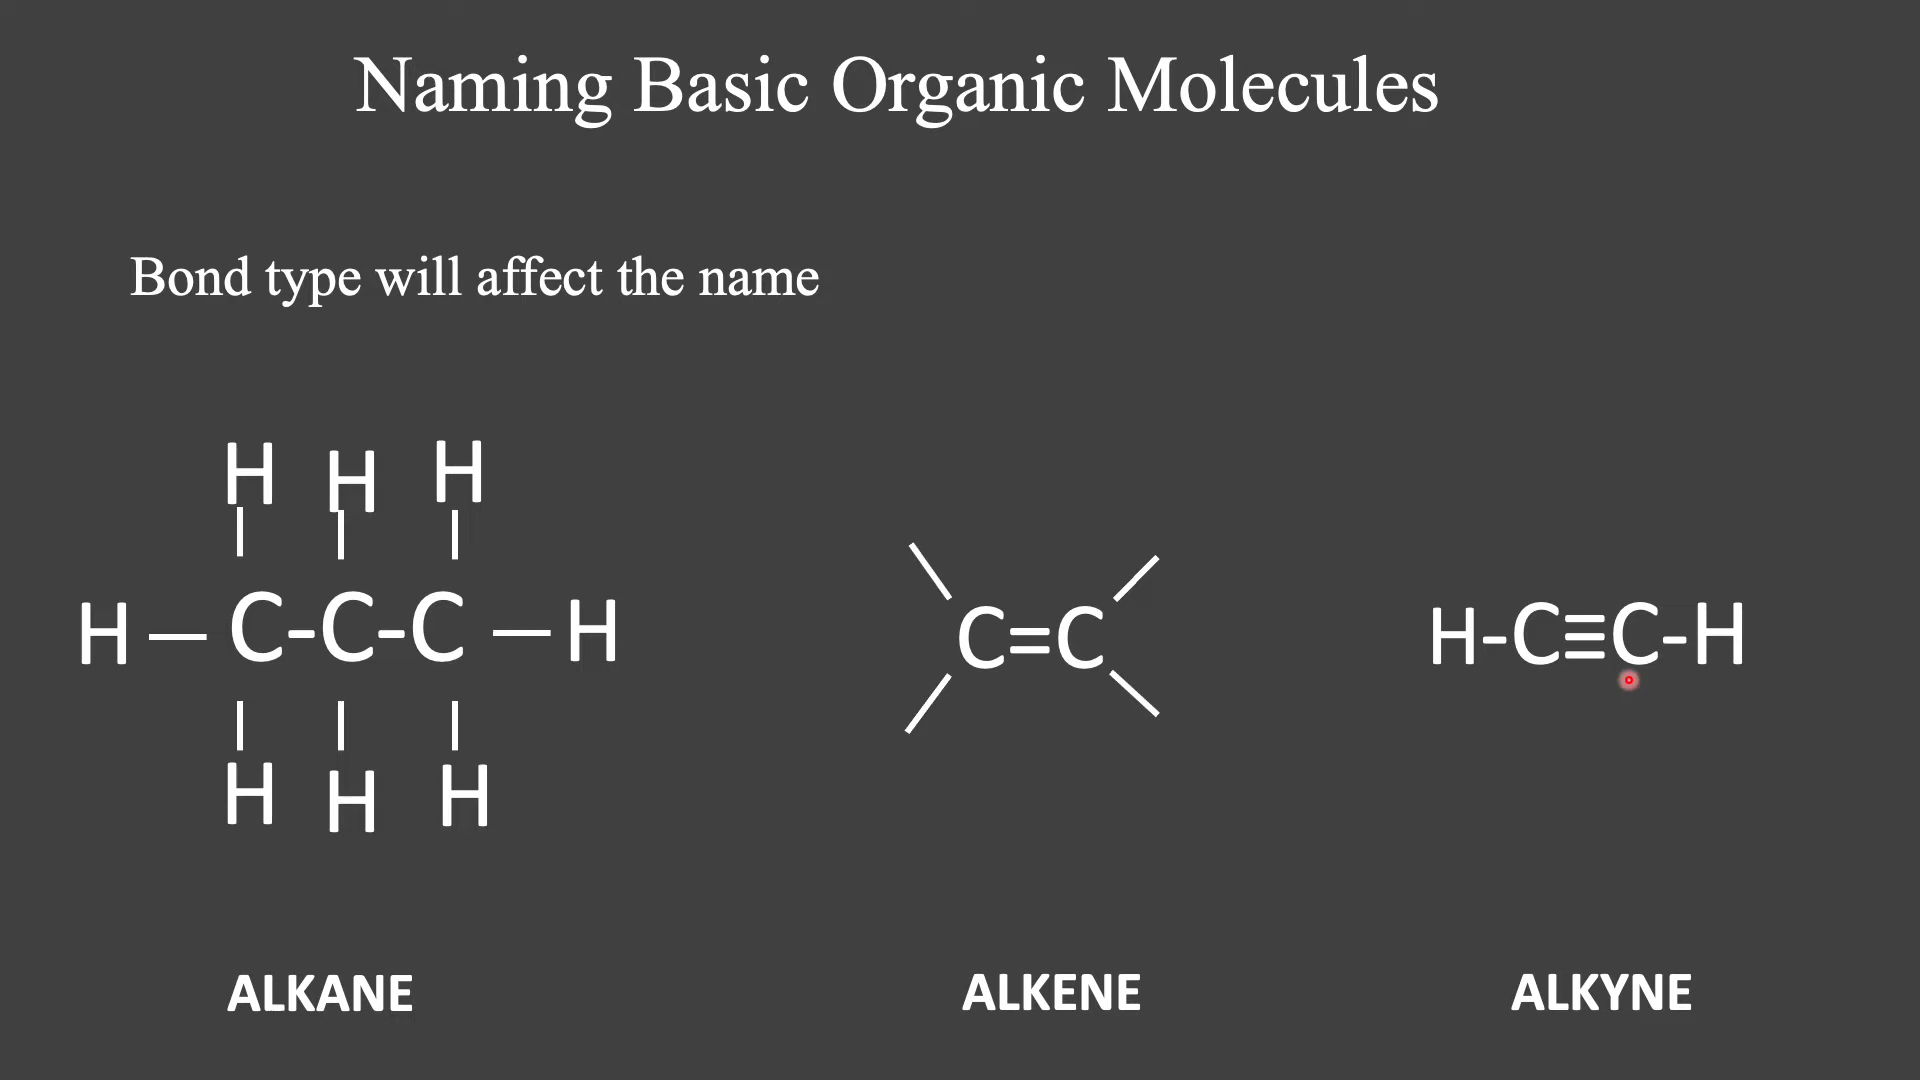 Naming Basic Organic Molecules
Bond type will affect the name
H H H
H — C-C-C — H
H H H
C=C
H-C≡C-H
ALKANE
ALKENE
ALKYNE